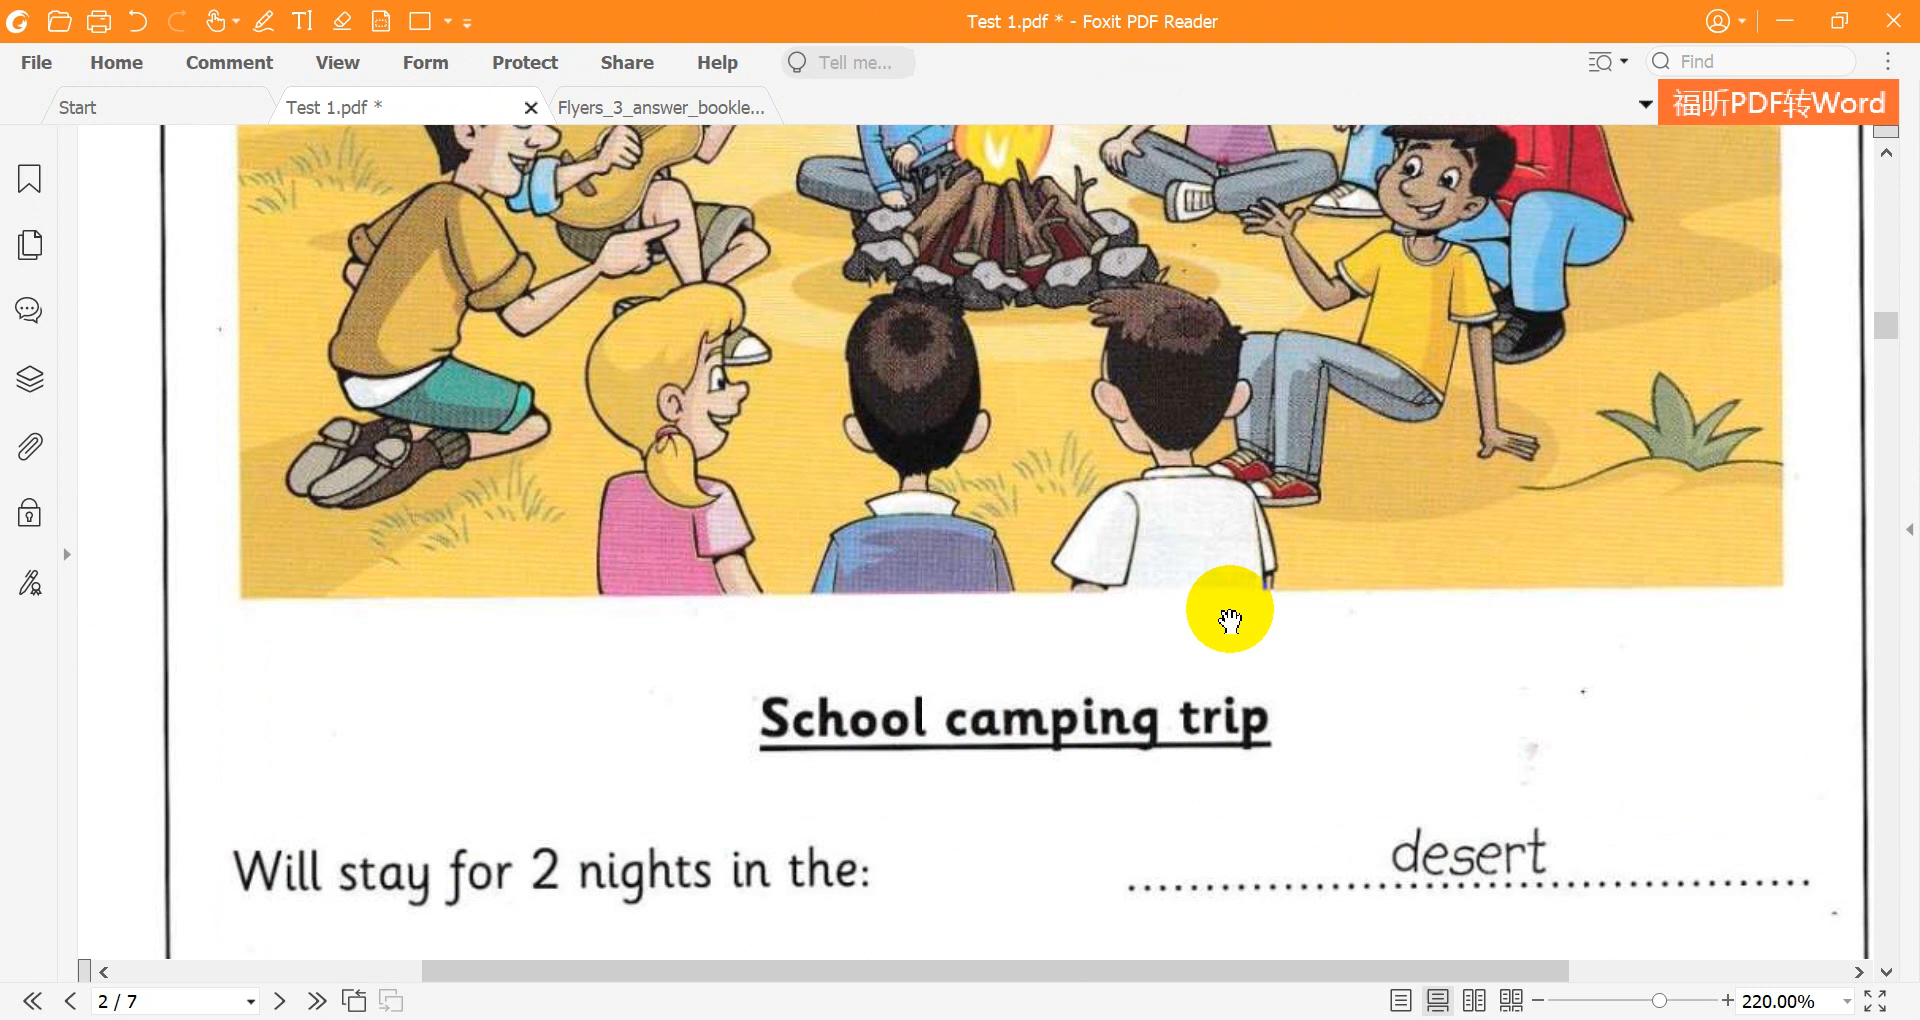 Test 1.pdf * - Foxit PDF Reader
File Home Comment View Form Protect Share Help Tell me... Find
Start Test 1.pdf * Flyers_3_answer_bookle... 福昕PDF转Word
School camping trip
Will stay for 2 nights in the: desert
2 / 7 220.00%